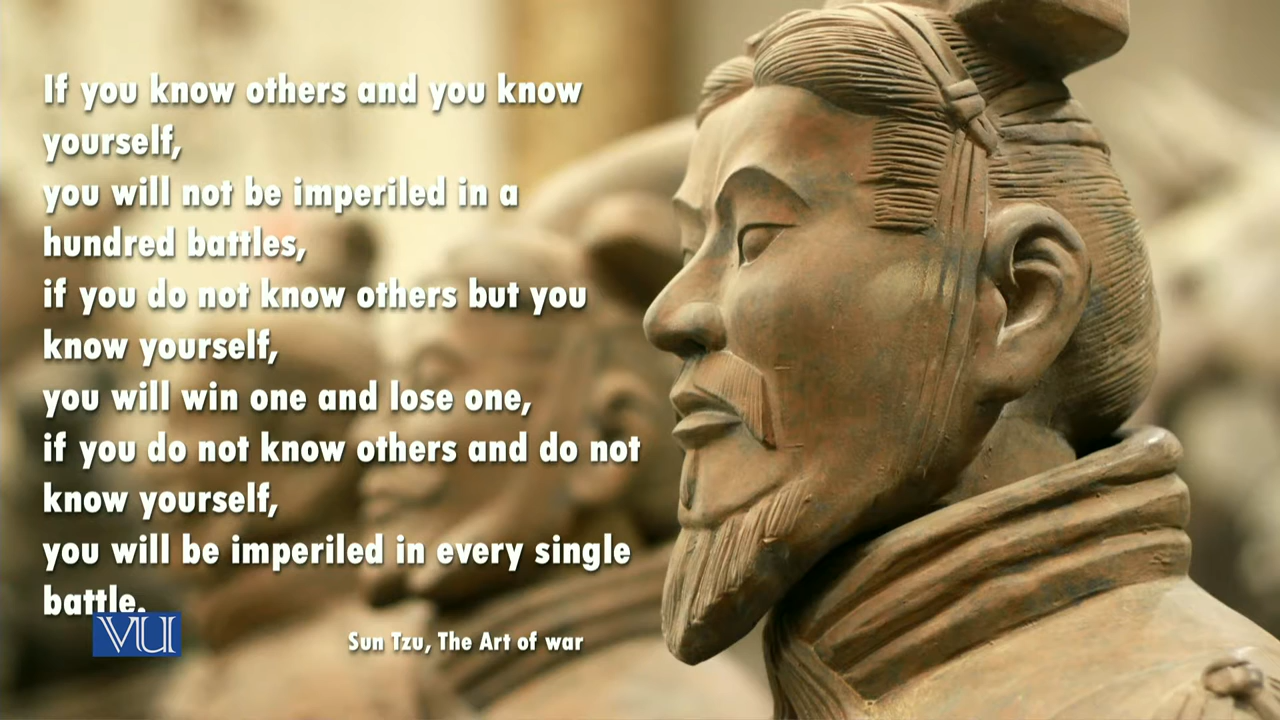 If you know others and you know
yourself,
you will not be imperiled in a
hundred battles,
if you do not know others but you
know yourself,
you will win one and lose one,
if you do not know others and do not
know yourself,
you will be imperiled in every single
battle.
VU
Sun Tzu, The Art of war